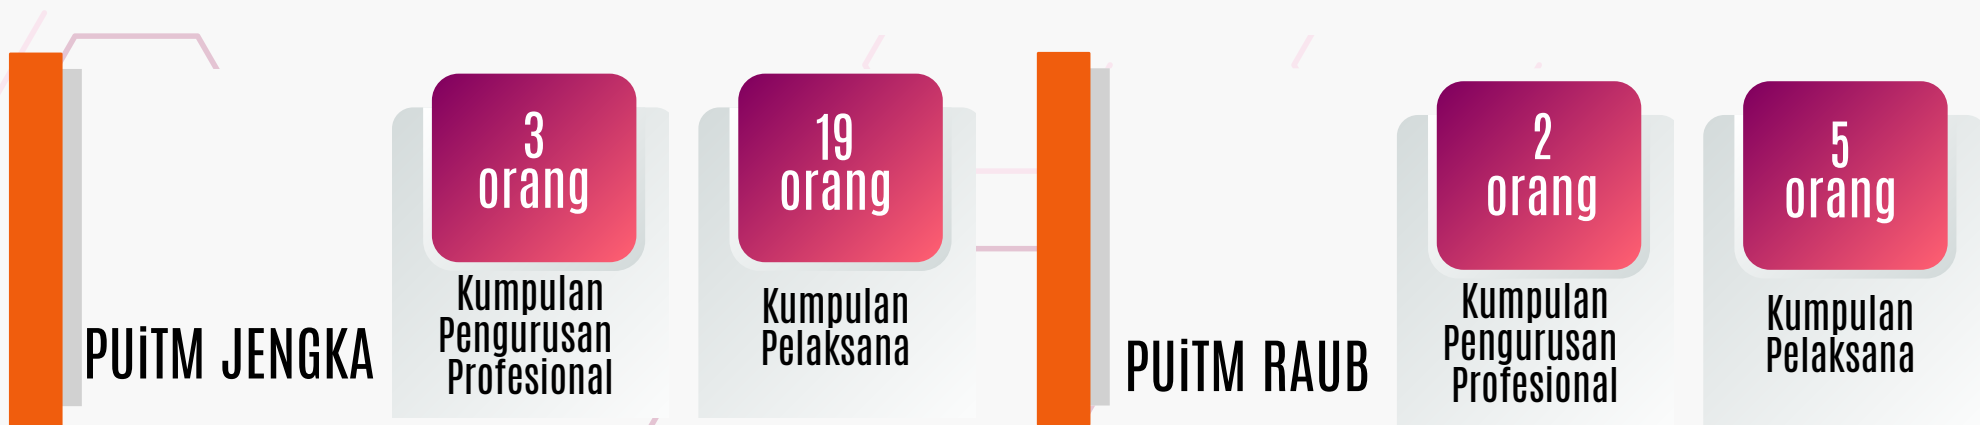 PUiTM JENGKA
3
orang
Kumpulan
Pengurusan
Profesional
19
orang
Kumpulan
Pelaksana
PUiTM RAUB
2
orang
Kumpulan
Pengurusan
Profesional
5
orang
Kumpulan
Pelaksana